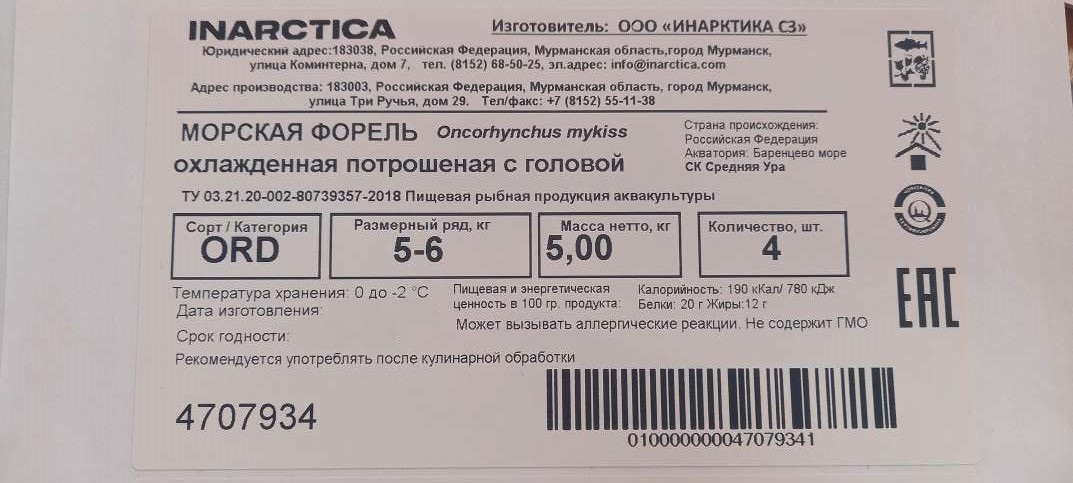 INARCTICA
Изготовитель: ООО «ИНАРКТИКА СЗ»
Юридический адрес:183038, Российская Федерация, Мурманская область,город Мурманск,
улица Коминтерна, дом 7, тел. (8152) 68-50-25, эл.адрес: info@inarctica.com
Адрес производства: 183003, Российская Федерация, Мурманская область, город Мурманск,
улица Три Ручья, дом 29. Тел/факс: +7 (8152) 55-11-38
МОРСКАЯ ФОРЕЛЬ Oncorhynchus mykiss
охлажденная потрошеная с головой
Страна происхождения:
Российская Федерация
Акватория: Баренцево море
СК Средняя Ура
ТУ 03.21.20-002-80739357-2018 Пищевая рыбная продукция аквакультуры
Сорт / Категория
ORD
Размерный ряд, кг
5-6
Масса нетто, кг
5,00
Количество, шт.
4
Температура хранения: 0 до -2 °C
Дата изготовления:
Срок годности:
Пищевая и энергетическая
ценность в 100 гр. продукта:
Калорийность: 190 кКал/ 780 кДж
Белки: 20 г Жиры:12 г
Может вызывать аллергические реакции. Не содержит ГМО
Рекомендуется употреблять после кулинарной обработки
EAC
4707934
010000000047079341